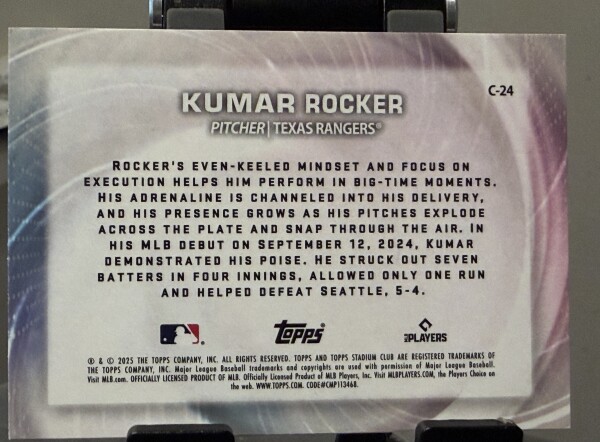 C-24
KUMAR ROCKER
PITCHER | TEXAS RANGERS®
ROCKER'S EVEN-KEELED MINDSET AND FOCUS ON
EXECUTION HELPS HIM PERFORM IN BIG-TIME MOMENTS.
HIS ADRENALINE IS CHANNELED INTO HIS DELIVERY,
AND HIS PRESENCE GROWS AS HIS PITCHES EXPLODE
ACROSS THE PLATE AND SNAP THROUGH THE AIR. IN
HIS MLB DEBUT ON SEPTEMBER 12, 2024, KUMAR
DEMONSTRATED HIS POISE. HE STRUCK OUT SEVEN
BATTERS IN FOUR INNINGS, ALLOWED ONLY ONE RUN
AND HELPED DEFEAT SEATTLE, 5-4.
Topps
MLB PLAYERS
® & © 2025 THE TOPPS COMPANY, INC. ALL RIGHTS RESERVED. TOPPS AND TOPPS STADIUM CLUB ARE REGISTERED TRADEMARKS OF
THE TOPPS COMPANY, INC. Major League Baseball trademarks and copyrights are used with permission of Major League Baseball.
Visit MLB.com. OFFICIALLY LICENSED PRODUCT OF MLB Players, Inc. Visit MLBPLAYERS.com, the Players Choice on
the web. WWW.TOPPS.COM. CODE#CMP113468.